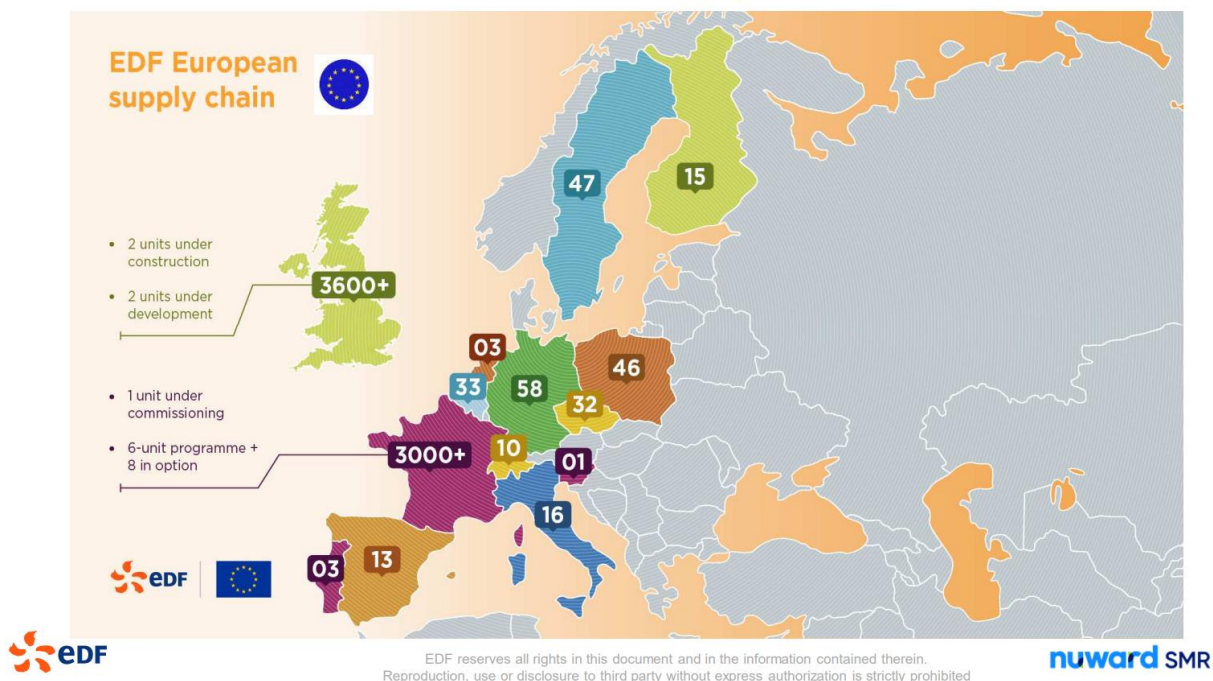 EDF European
supply chain
47
15
• 2 units under
construction
3600+
• 2 units under
development
03
46
33
58
32
• 1 unit under
commissioning
• 6-unit programme +
8 in option
3000+
10
01
16
03
13
eDF
eDF
EDF reserves all rights in this document and in the information contained therein.
Reproduction, use or disclosure to third party without express authorization is strictly prohibited
nuward SMR